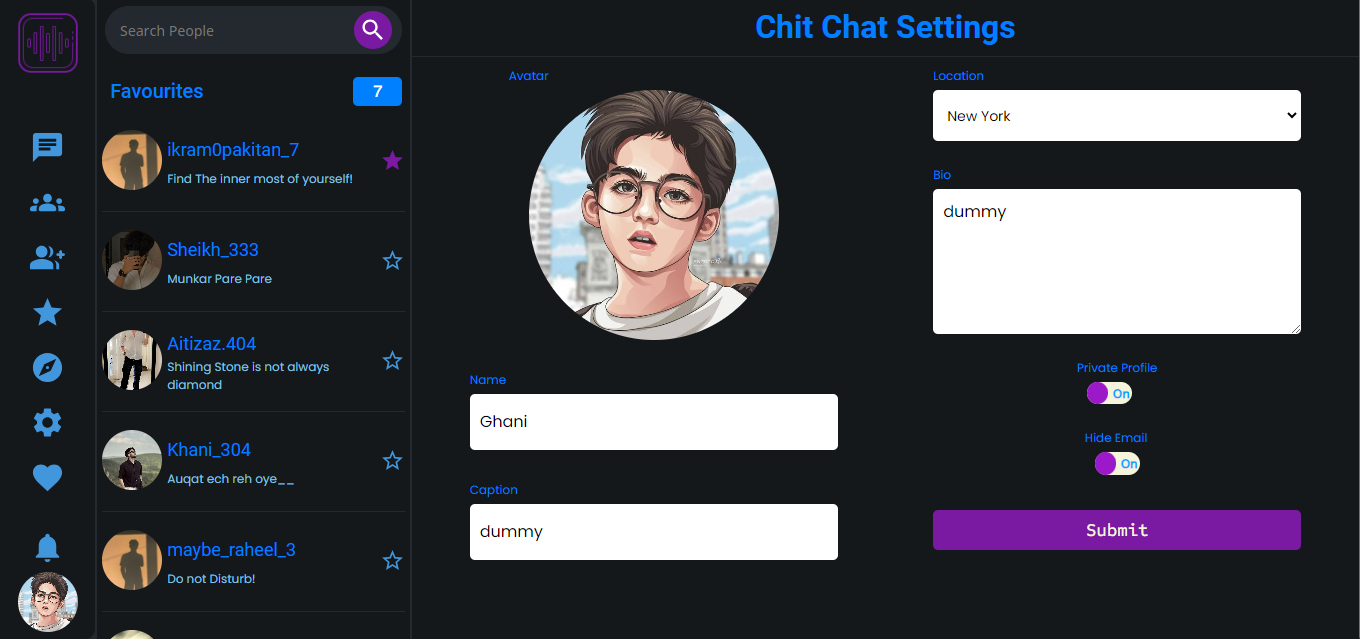 Search People
Favourites
7
ikram0pakitan_7
Find The inner most of yourself!
Sheikh_333
Munkar Pare Pare
Aitizaz.404
Shining Stone is not always
diamond
Khani_304
Auqat ech reh oye__
maybe_raheel_3
Do not Disturb!
Chit Chat Settings
Avatar
Name
Ghani
Caption
dummy
Location
New York
Bio
dummy
Private Profile
On
Hide Email
On
Submit